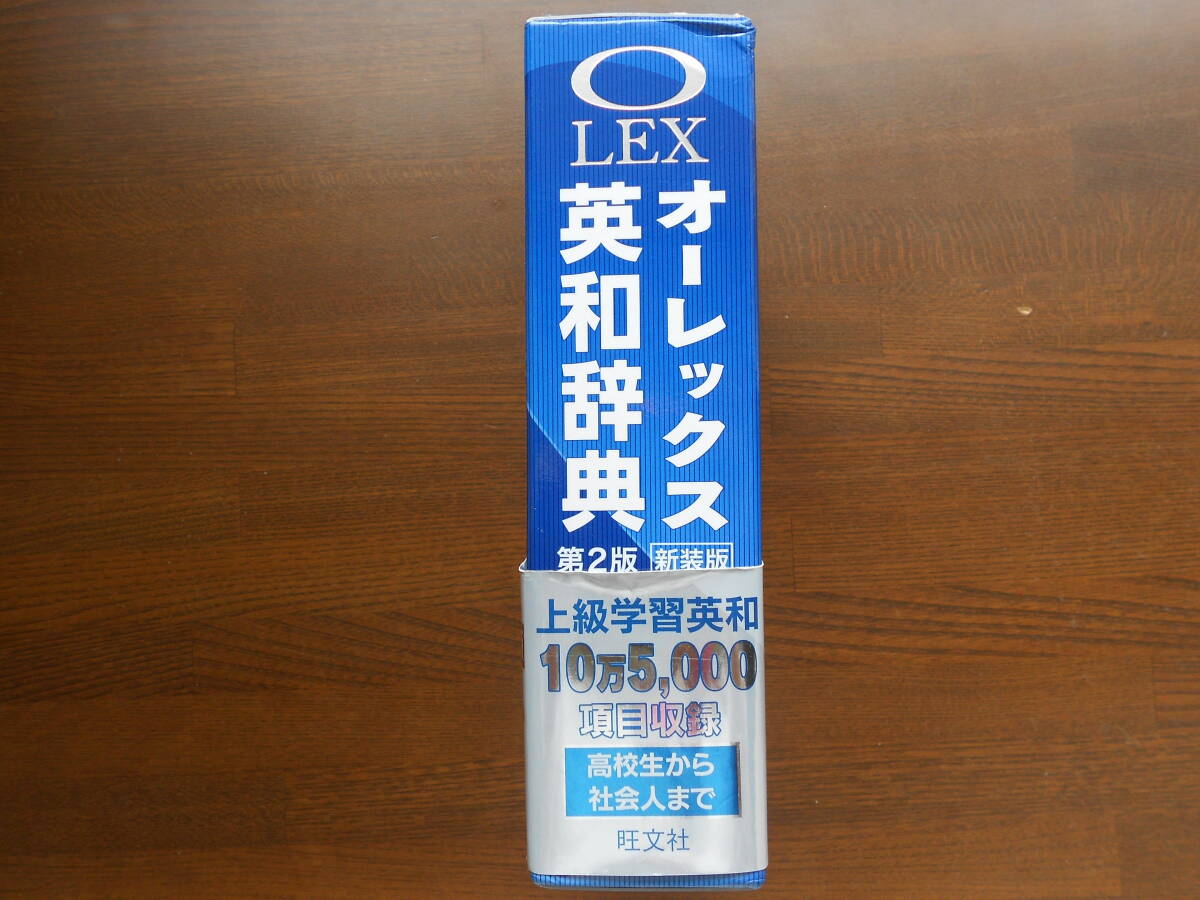 O
LEX
オーレックス
英和辞典
第2版 新装版
上級学習英和
10万5,000
項目収録
高校生から
社会人まで
旺文社